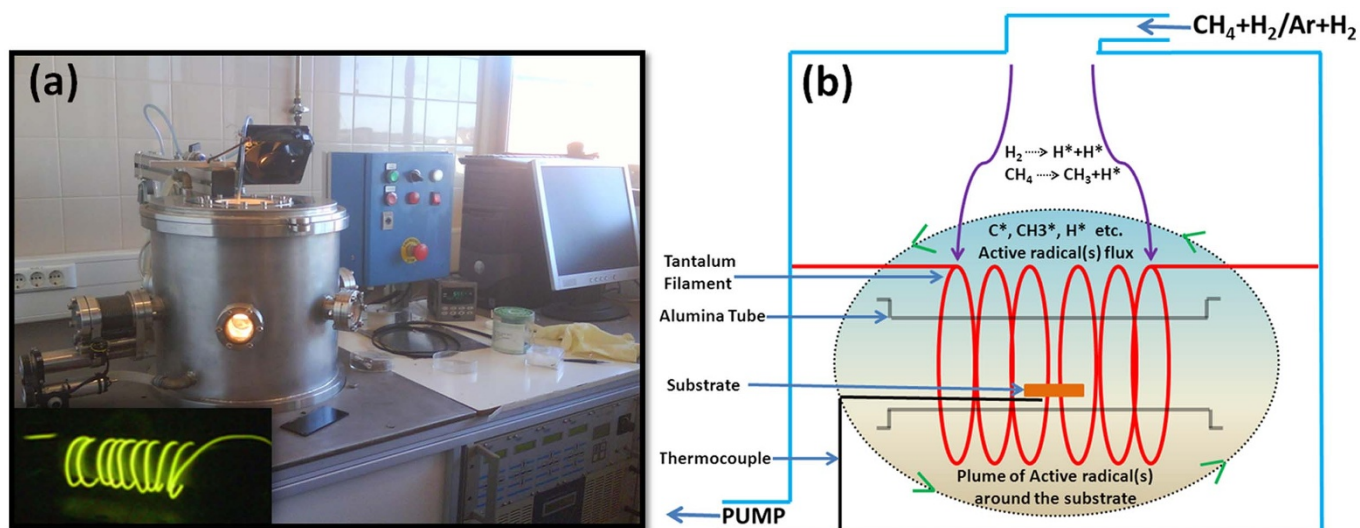 (a)
(b)
CH₄+H₂/Ar+H₂
H₂ ┈> H*+H*
CH₄ ┈> CH₃+H*
C*, CH3*, H* etc.
Active radical(s) flux
Tantalum
Filament
Alumina Tube
Substrate
Thermocouple
Plume of Active radical(s)
around the substrate
PUMP